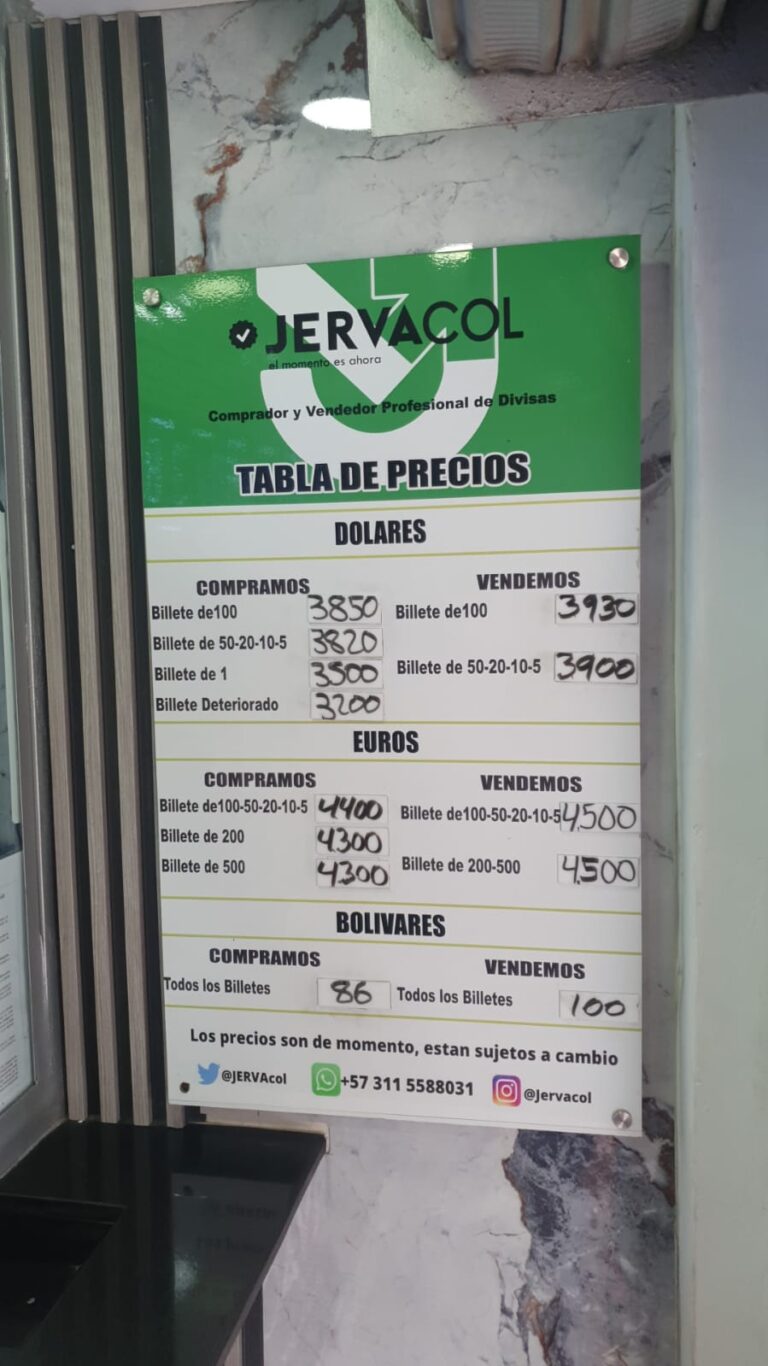 JERVACOL
el momento es ahora
Comprador y Vendedor Profesional de Divisas
TABLA DE PRECIOS
DOLARES
COMPRAMOS VENDEMOS
Billete de100 3850 Billete de100 3930
Billete de 50-20-10-5 3820
Billete de 1 3500 Billete de 50-20-10-5 3900
Billete Deteriorado 3200
EUROS
COMPRAMOS VENDEMOS
Billete de100-50-20-10-5 4400 Billete de100-50-20-10-5 4,500
Billete de 200 4300
Billete de 500 4300 Billete de 200-500 4,500
BOLIVARES
COMPRAMOS VENDEMOS
Todos los Billetes 86 Todos los Billetes 100
Los precios son de momento, estan sujetos a cambio
@JERVAcol +57 311 5588031 @Jervacol